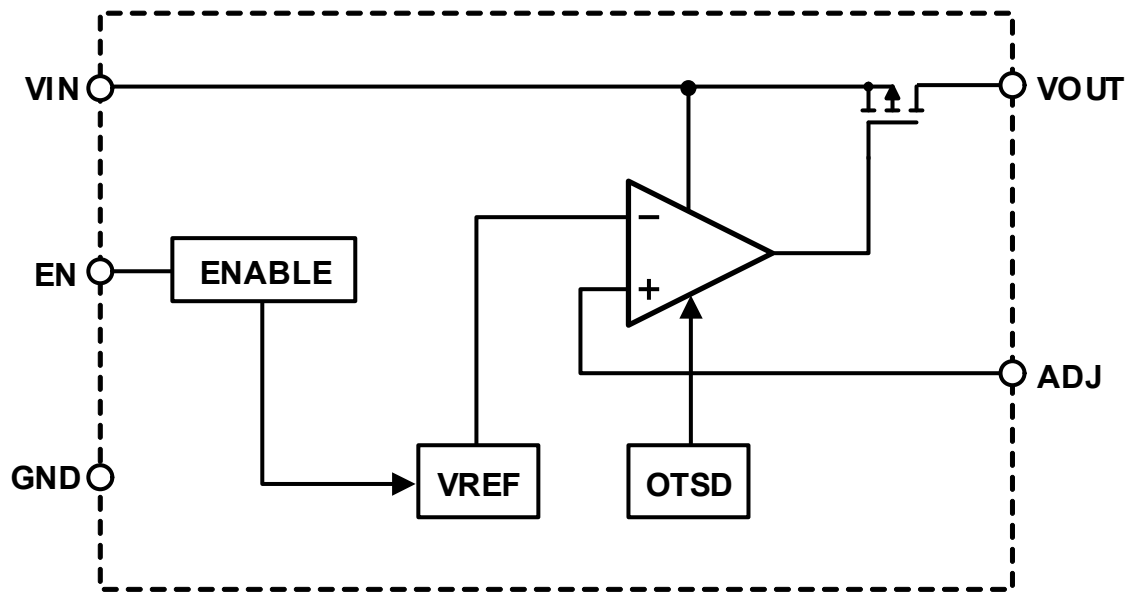 VIN
VOUT
−
EN
ENABLE
+
ADJ
GND
VREF
OTSD